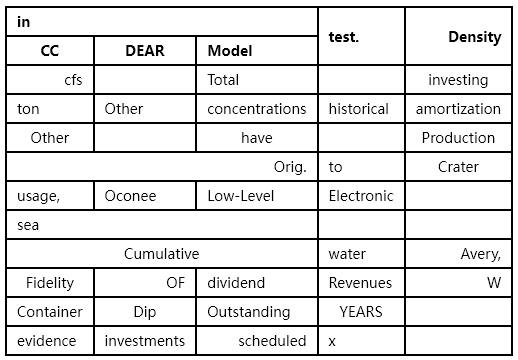 in test. Density
CC DEAR Model
cfs Total investing
ton Other concentrations historical amortization
Other have Production
Orig. to Crater
usage, Oconee Low-Level Electronic
sea
Cumulative water Avery,
Fidelity OF dividend Revenues W
Container Dip Outstanding YEARS
evidence investments scheduled x